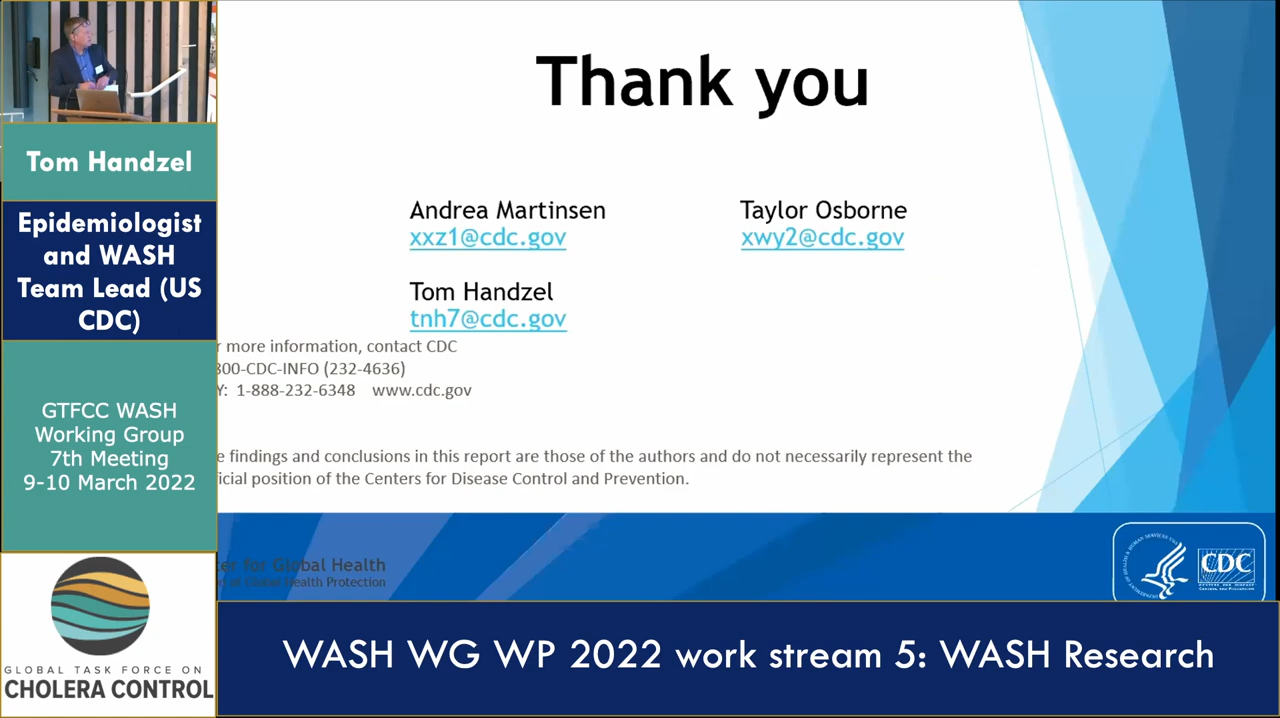 Thank you
Tom Handzel
Epidemiologist
and WASH
Team Lead (US
CDC)
GTFCC WASH
Working Group
7th Meeting
9-10 March 2022
GLOBAL TASK FORCE ON
CHOLERA CONTROL
Andrea Martinsen
xxz1@cdc.gov
Taylor Osborne
xwy2@cdc.gov
Tom Handzel
tnh7@cdc.gov
r more information, contact CDC
800-CDC-INFO (232-4636)
Y: 1-888-232-6348 www.cdc.gov
e findings and conclusions in this report are those of the authors and do not necessarily represent the
icial position of the Centers for Disease Control and Prevention.
ter for Global Health
of Global Health Protection
CDC
WASH WG WP 2022 work stream 5: WASH Research